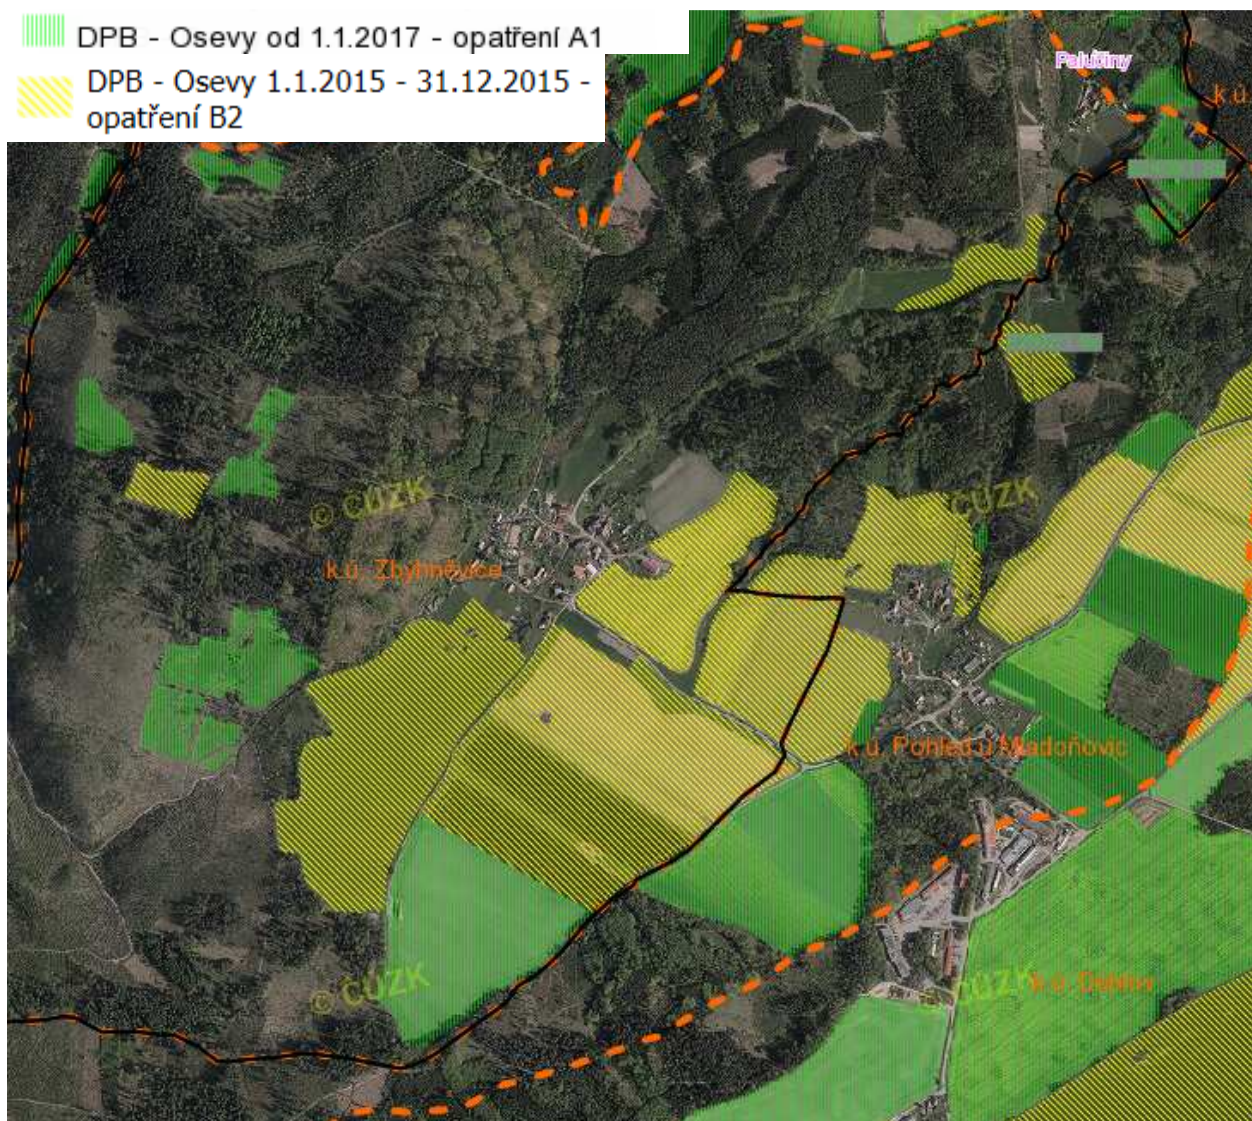 DPB - Osevy od 1.1.2017 - opatření A1
DPB - Osevy 1.1.2015 - 31.12.2015 -
opatření B2
Palučiny
k.ú.
© ČÚZK
ČÚZK
k.ú. Zbyhněvice
k.ú. Pohled u Mladoňovic
© ČÚZK
ČÚZK
k.ú.